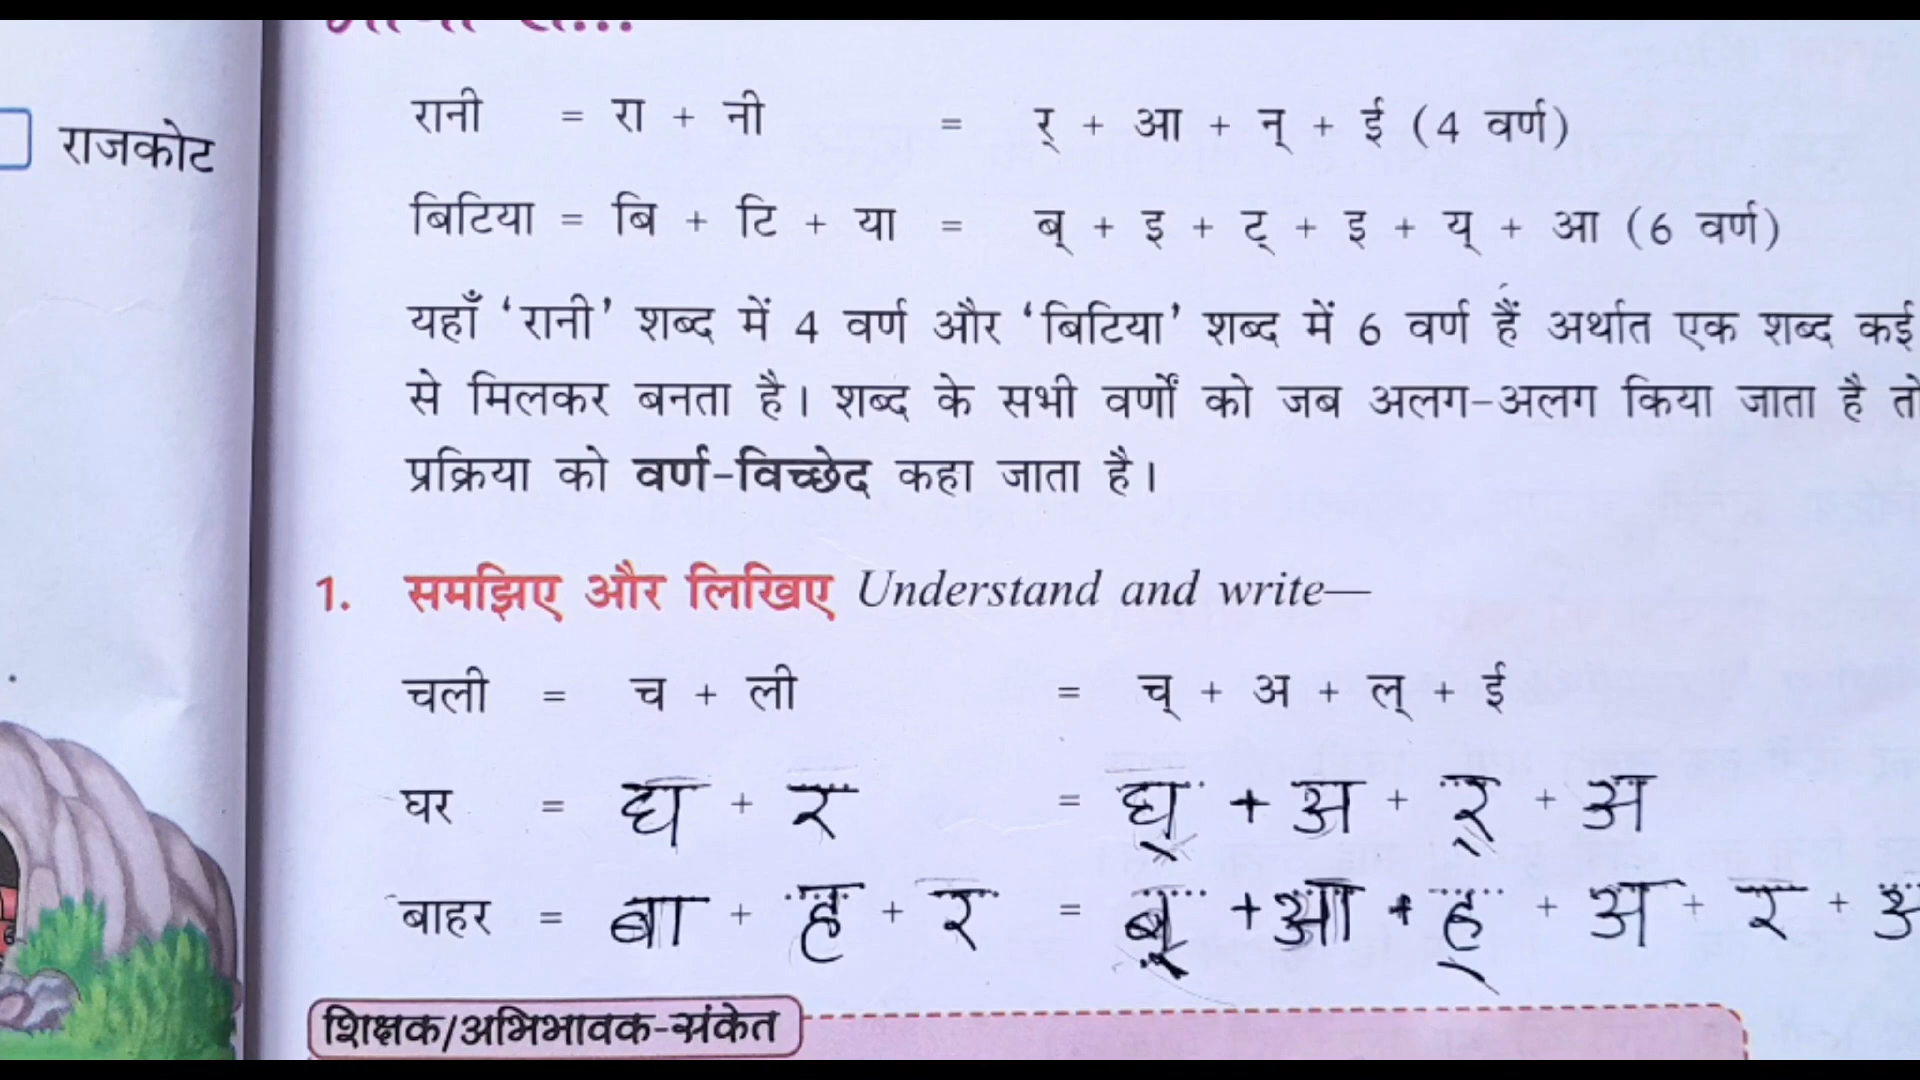 राजकोट
रानी = रा + नी = र् + आ + न् + ई (4 वर्ण)
बिटिया = बि + टि + या = ब् + इ + ट् + इ + य् + आ (6 वर्ण)
यहाँ ‘रानी’ शब्द में 4 वर्ण और ‘बिटिया’ शब्द में 6 वर्ण हैं अर्थात एक शब्द कई
से मिलकर बनता है। शब्द के सभी वर्णों को जब अलग-अलग किया जाता है तो
प्रक्रिया को वर्ण-विच्छेद कहा जाता है।
1. समझिए और लिखिए Understand and write—
चली = च + ली = च् + अ + ल् + ई
घर = घ + र = घ् + अ + र् + अ
बाहर = बा + ह + र = ब् + आ + ह् + अ + र + अ
शिक्षक/अभिभावक-संकेत